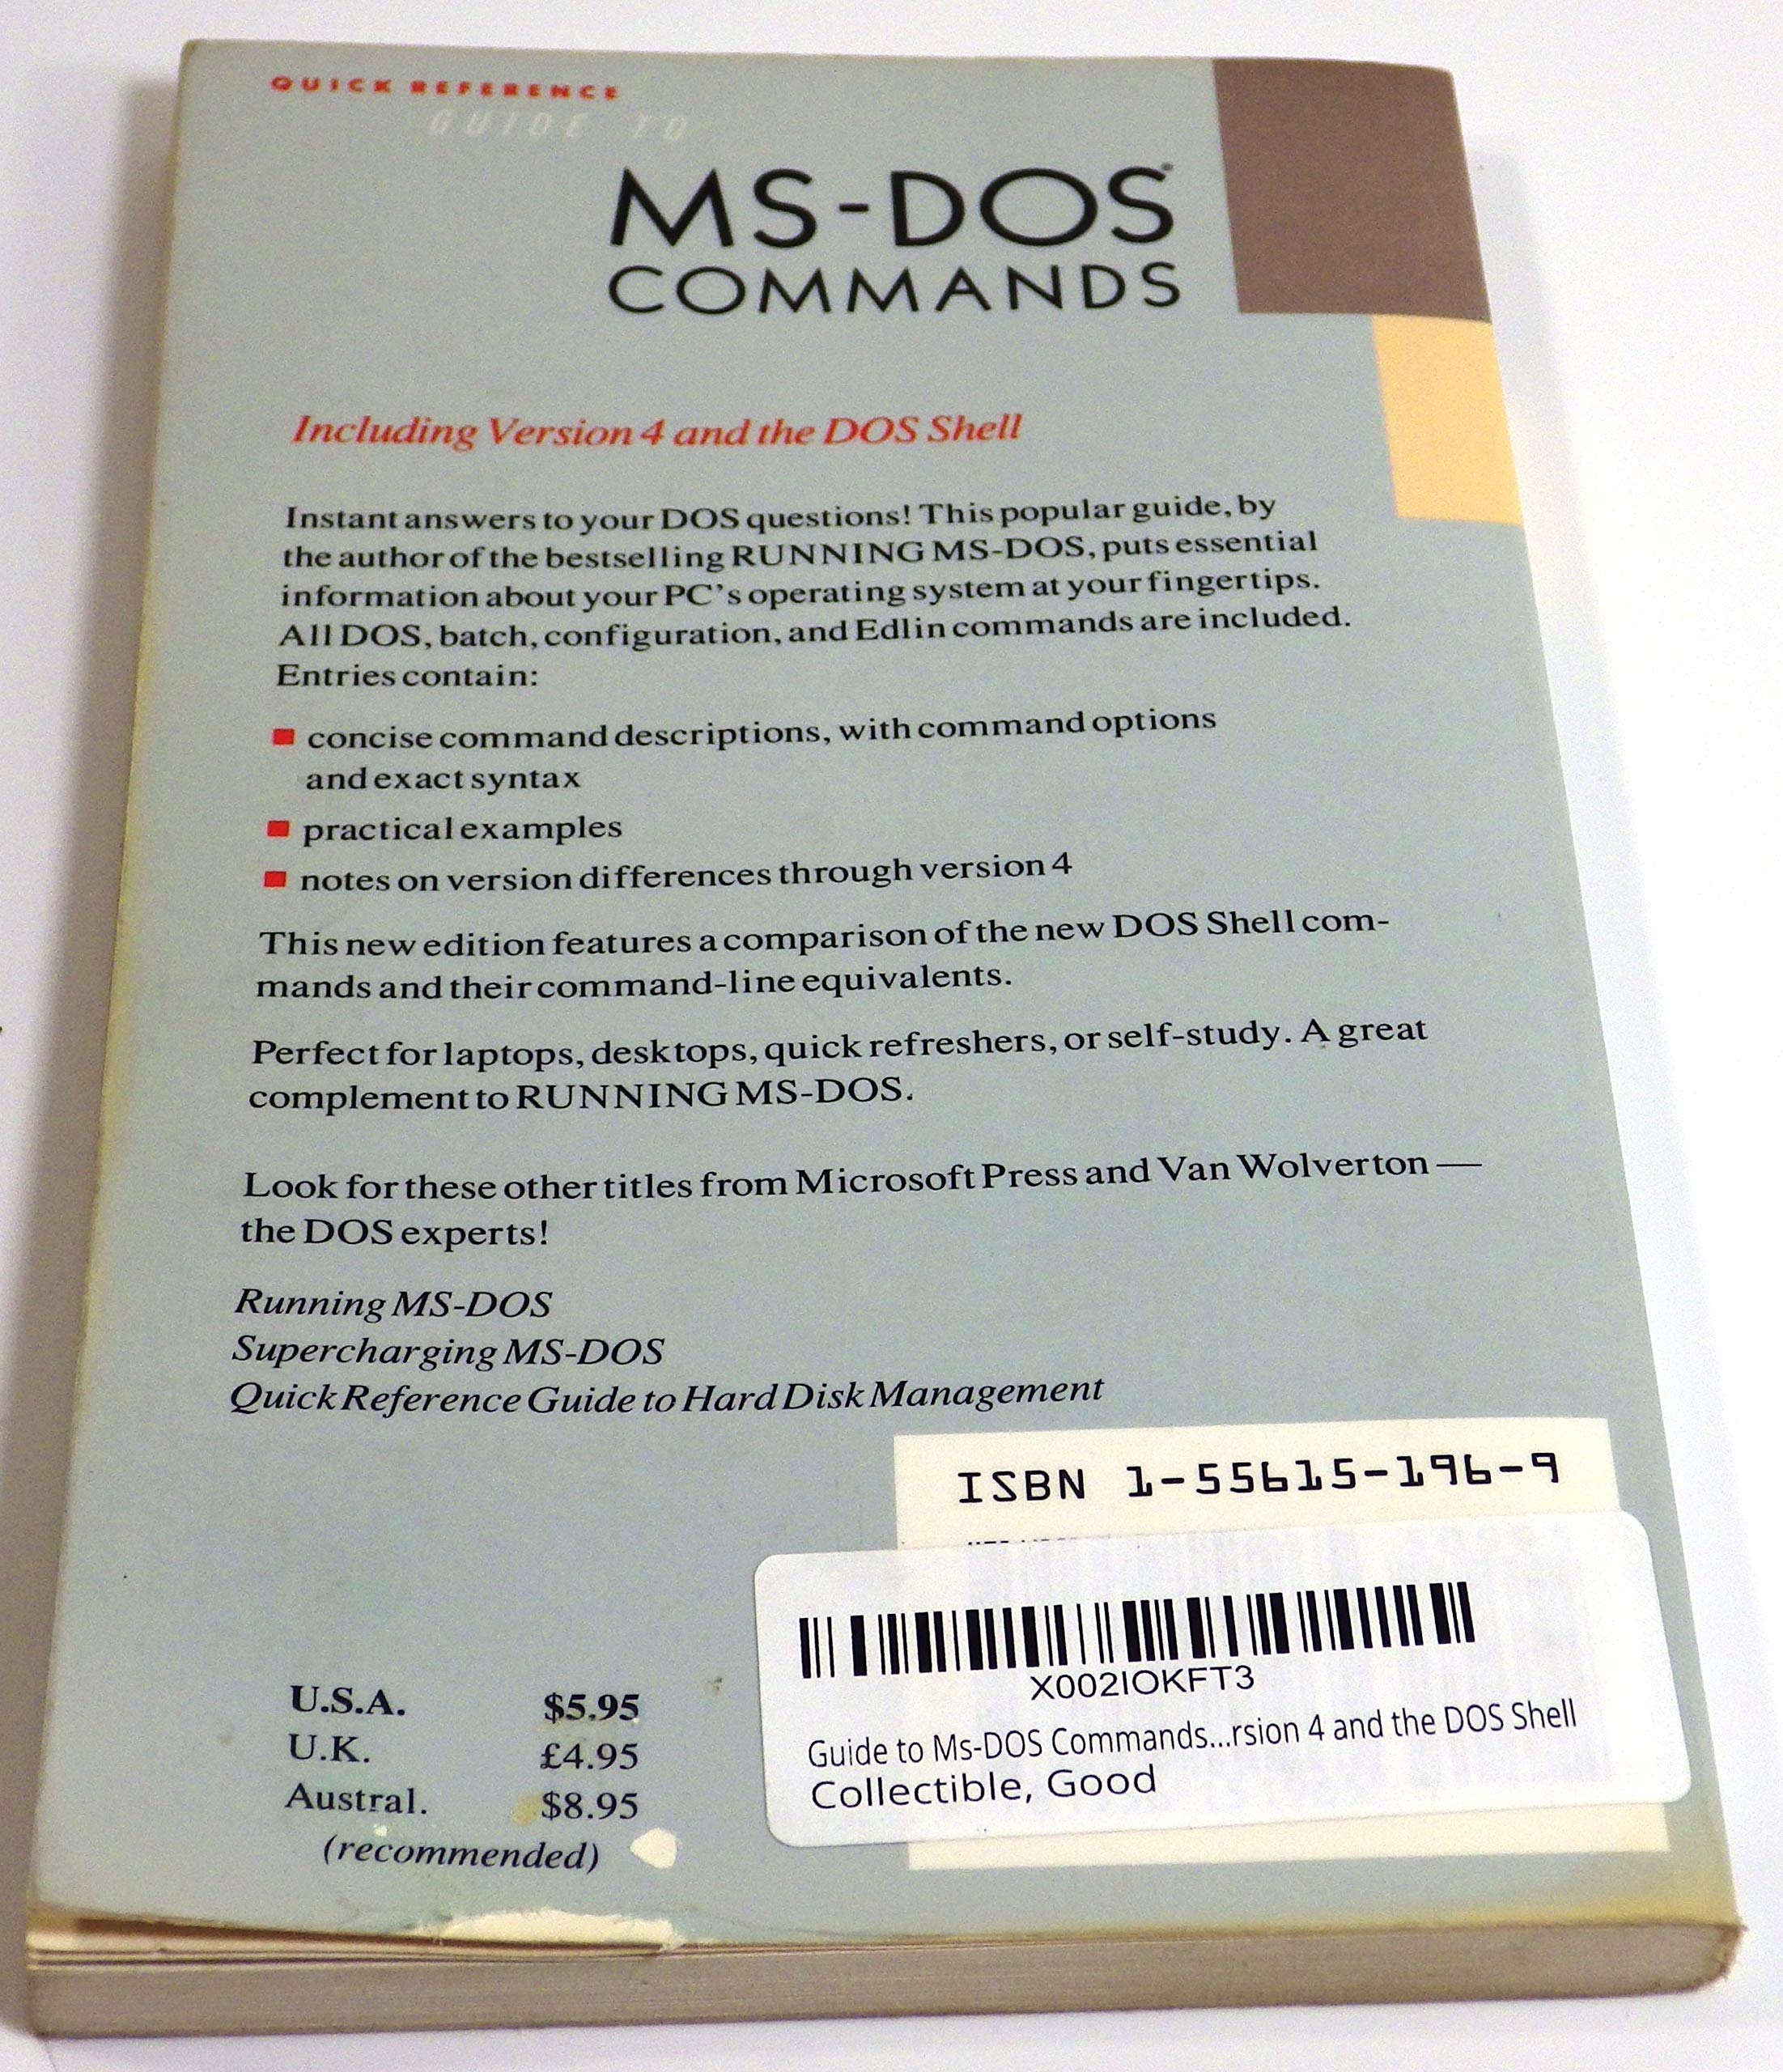 QUICK REFERENCE
GUIDE TO
MS-DOS®
COMMANDS
Including Version 4 and the DOS Shell
Instant answers to your DOS questions! This popular guide, by
the author of the bestselling RUNNING MS-DOS, puts essential
information about your PC's operating system at your fingertips.
All DOS, batch, configuration, and Edlin commands are included.
Entries contain:
concise command descriptions, with command options
and exact syntax
practical examples
notes on version differences through version 4
This new edition features a comparison of the new DOS Shell com-
mands and their command-line equivalents.
Perfect for laptops, desktops, quick refreshers, or self-study. A great
complement to RUNNING MS-DOS.
Look for these other titles from Microsoft Press and Van Wolverton —
the DOS experts!
Running MS-DOS
Supercharging MS-DOS
Quick Reference Guide to Hard Disk Management
ISBN 1-55615-196-9
X002IOKFT3
Guide to Ms-DOS Commands...rsion 4 and the DOS Shell
Collectible, Good
U.S.A. $5.95
U.K. £4.95
Austral. $8.95
(recommended)